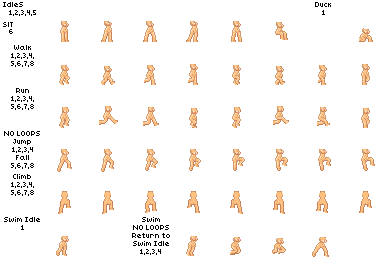 IdleS
1,2,3,4,5
Duck
1
SIT
6
Walk
1,2,3,4,
5,6,7,8
Run
1,2,3,4,
5,6,7,8
NO LOOPS
Jump
1,2,3,4
Fall
5,6,7,8
Climb
1,2,3,4,
5,6,7,8
Swim Idle
1
Swim
NO LOOPS
Return to
Swim Idle
1,2,3,4